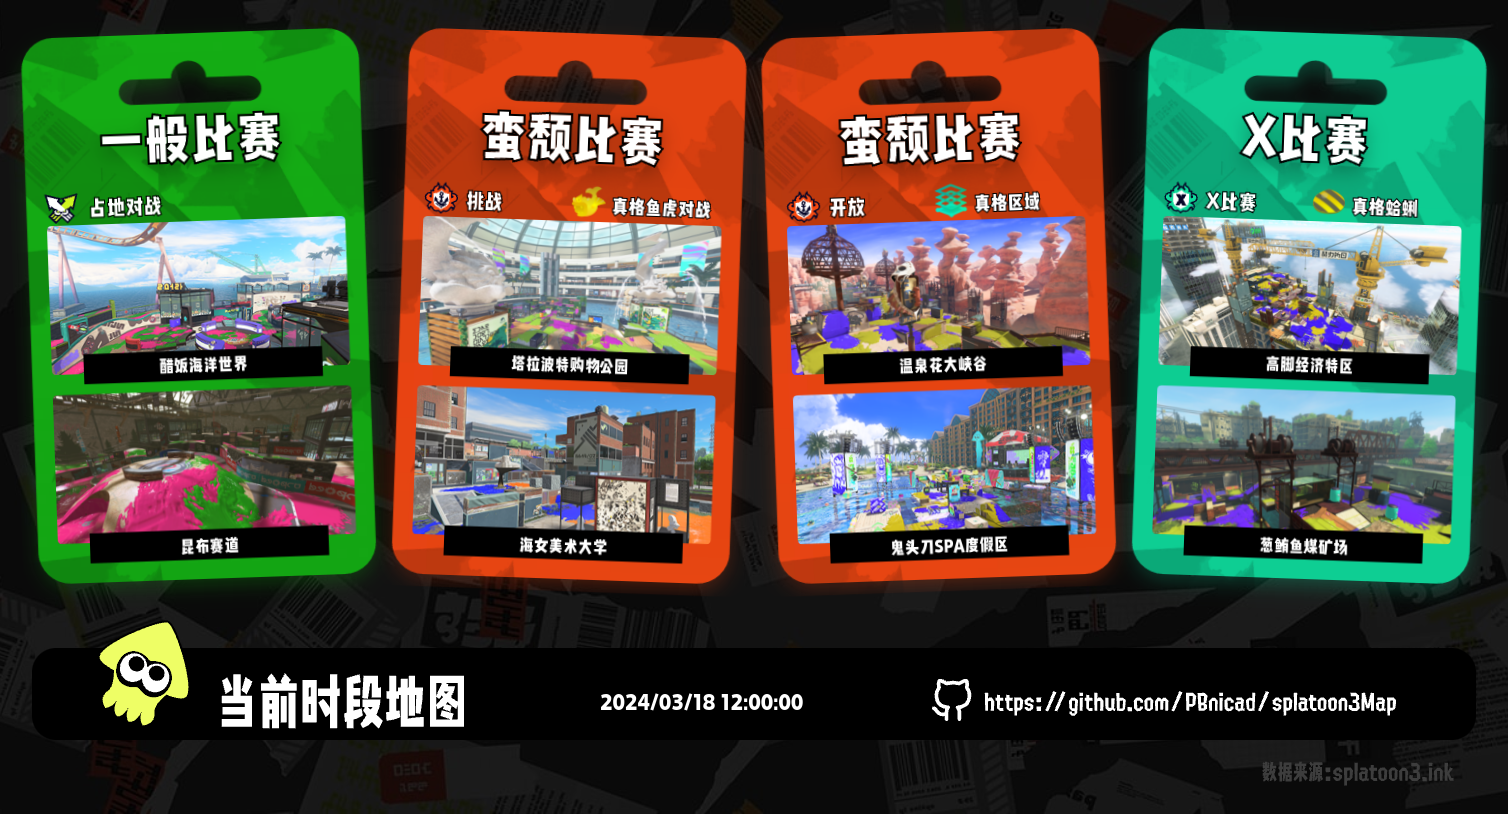 一般比赛
占地对战
醋饭海洋世界
昆布赛道
蛮颓比赛
挑战
真格鱼虎对战
塔拉波特购物公园
海女美术大学
蛮颓比赛
开放
真格区域
温泉花大峡谷
鬼头刀SPA度假区
X比赛
X比赛
真格蛤蜊
高脚经济特区
葱鲔鱼煤矿场
当前时段地图
2024/03/18 12:00:00
https://github.com/PBnicad/splatoon3Map
数据来源:splatoon3.ink